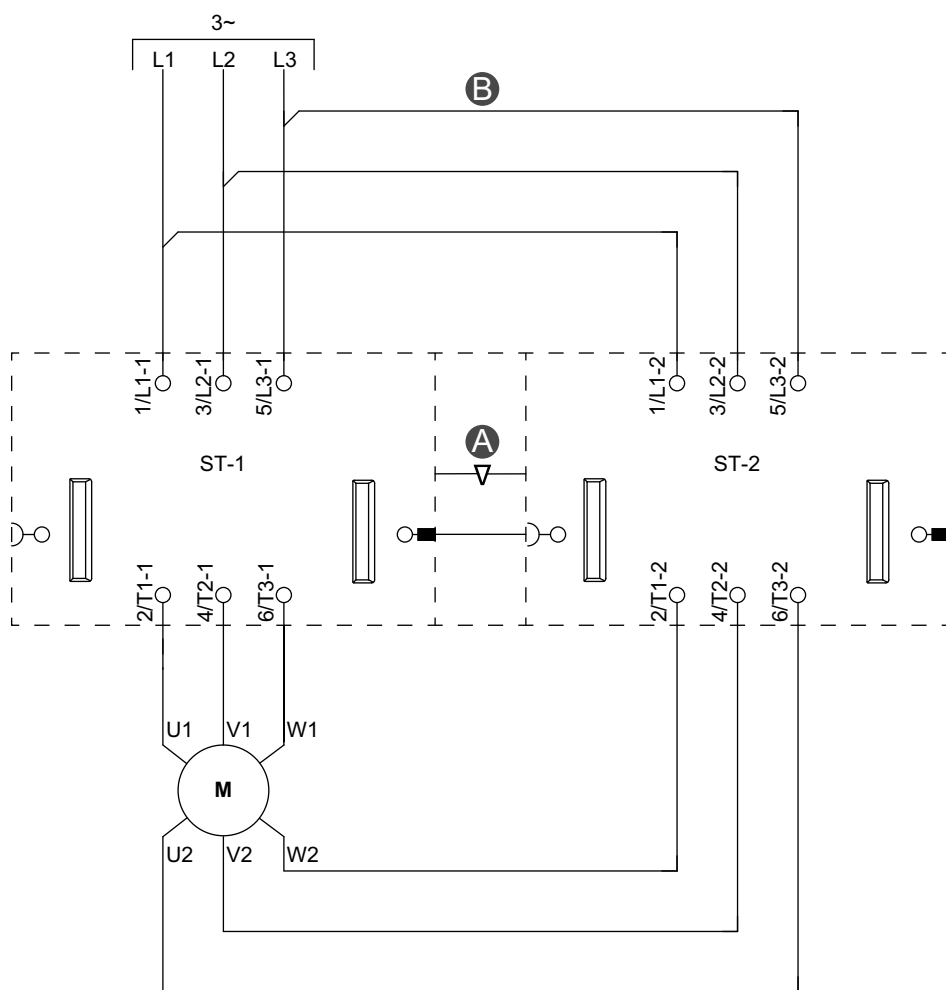 3~
L1 L2 L3
B
1/L1-1 3/L2-1 5/L3-1 1/L1-2 3/L2-2 5/L3-2
A
ST-1 ST-2
2/T1-1 4/T2-1 6/T3-1 2/T1-2 4/T2-2 6/T3-2
U1 V1 W1
M
U2 V2 W2